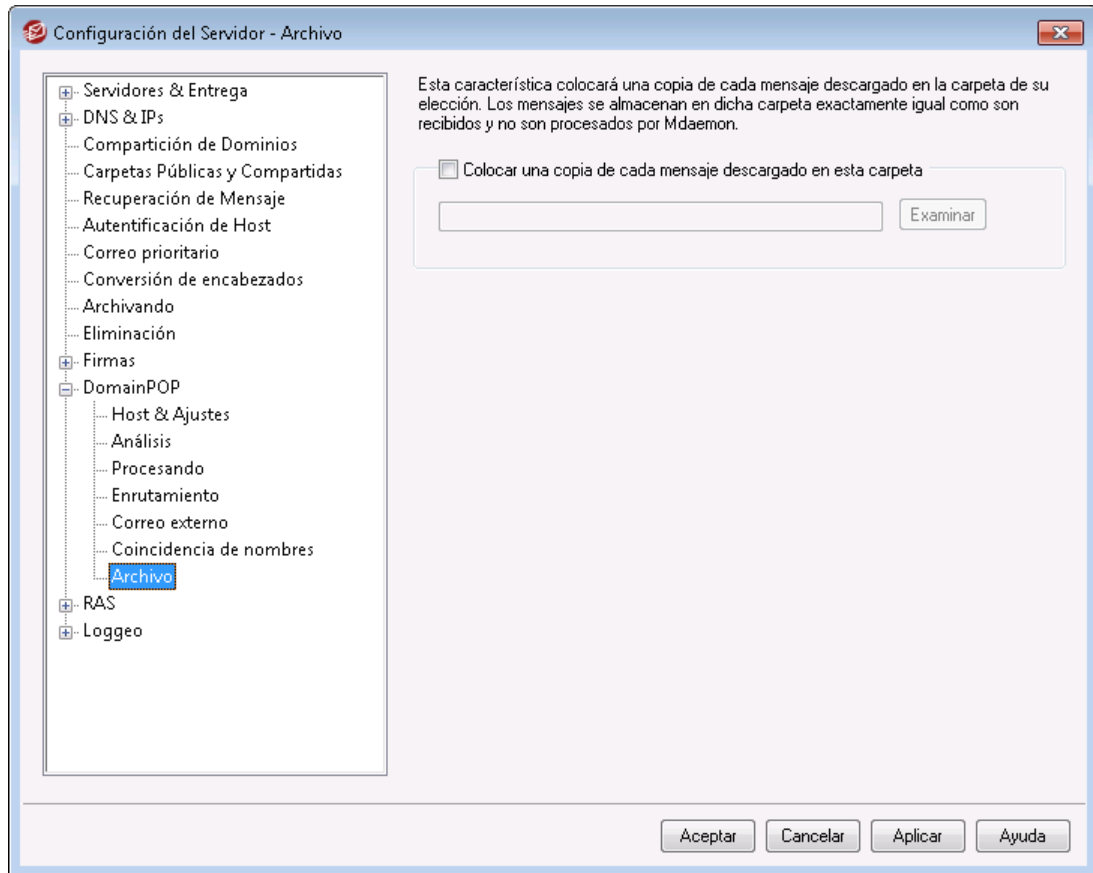 Configuración del Servidor - Archivo
Servidores & Entrega
DNS & IPs
Compartición de Dominios
Carpetas Públicas y Compartidas
Recuperación de Mensaje
Autentificación de Host
Correo prioritario
Conversión de encabezados
Archivando
Eliminación
Firmas
DomainPOP
Host & Ajustes
Análisis
Procesando
Enrutamiento
Correo externo
Coincidencia de nombres
Archivo
RAS
Loggeo
Esta característica colocará una copia de cada mensaje descargado en la carpeta de su
elección. Los mensajes se almacenan en dicha carpeta exactamente igual como son
recibidos y no son procesados por Mdaemon.
Colocar una copia de cada mensaje descargado en esta carpeta
Examinar
Aceptar
Cancelar
Aplicar
Ayuda